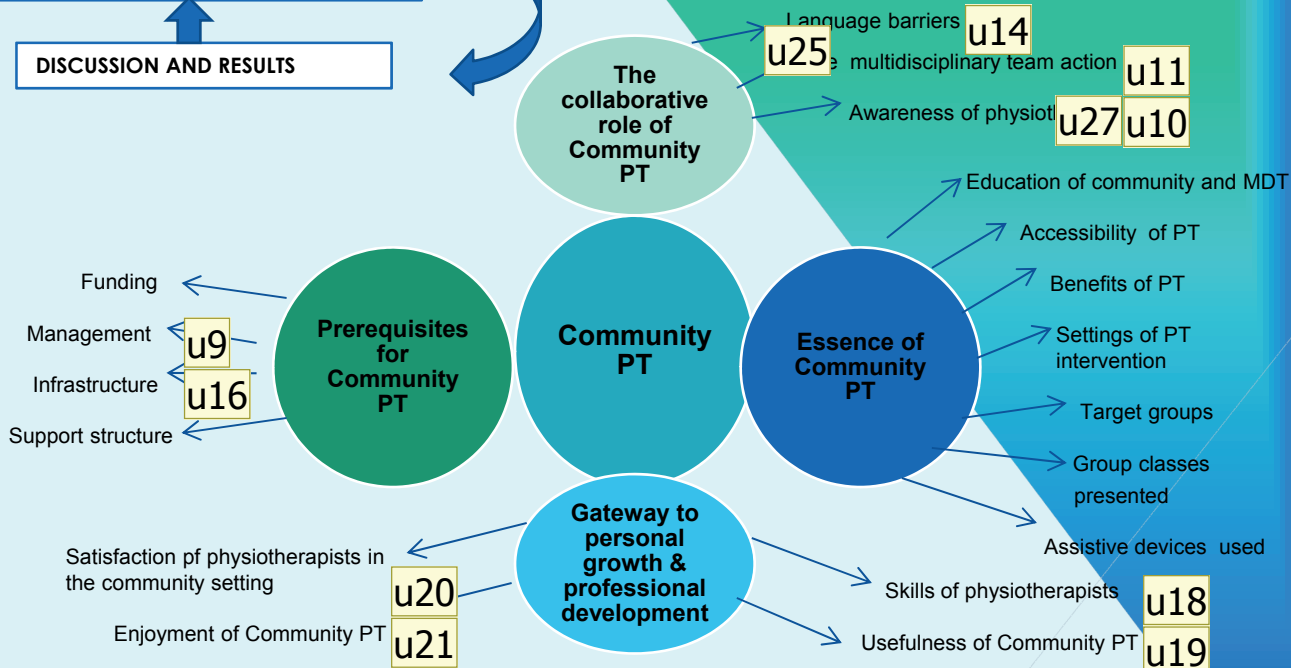 DISCUSSION AND RESULTS
The
collaborative
role of
Community
PT
Language barriers
u14
u25
multidisciplinary team action
u11
Awareness of
u27
u10
Education of community and MDT
Accessibility of PT
Benefits of PT
Settings of PT
intervention
Target groups
Group classes
presented
Assistive devices used
Funding
Management
u9
Infrastructure
u16
Support structure
Prerequisites
for
Community
PT
Community
PT
Essence of
Community
PT
Gateway to
personal
growth &
professional
development
Satisfaction pf physiotherapists in
the community setting
u20
Enjoyment of Community PT
u21
Skills of physiotherapists
u18
Usefulness of Community PT
u19